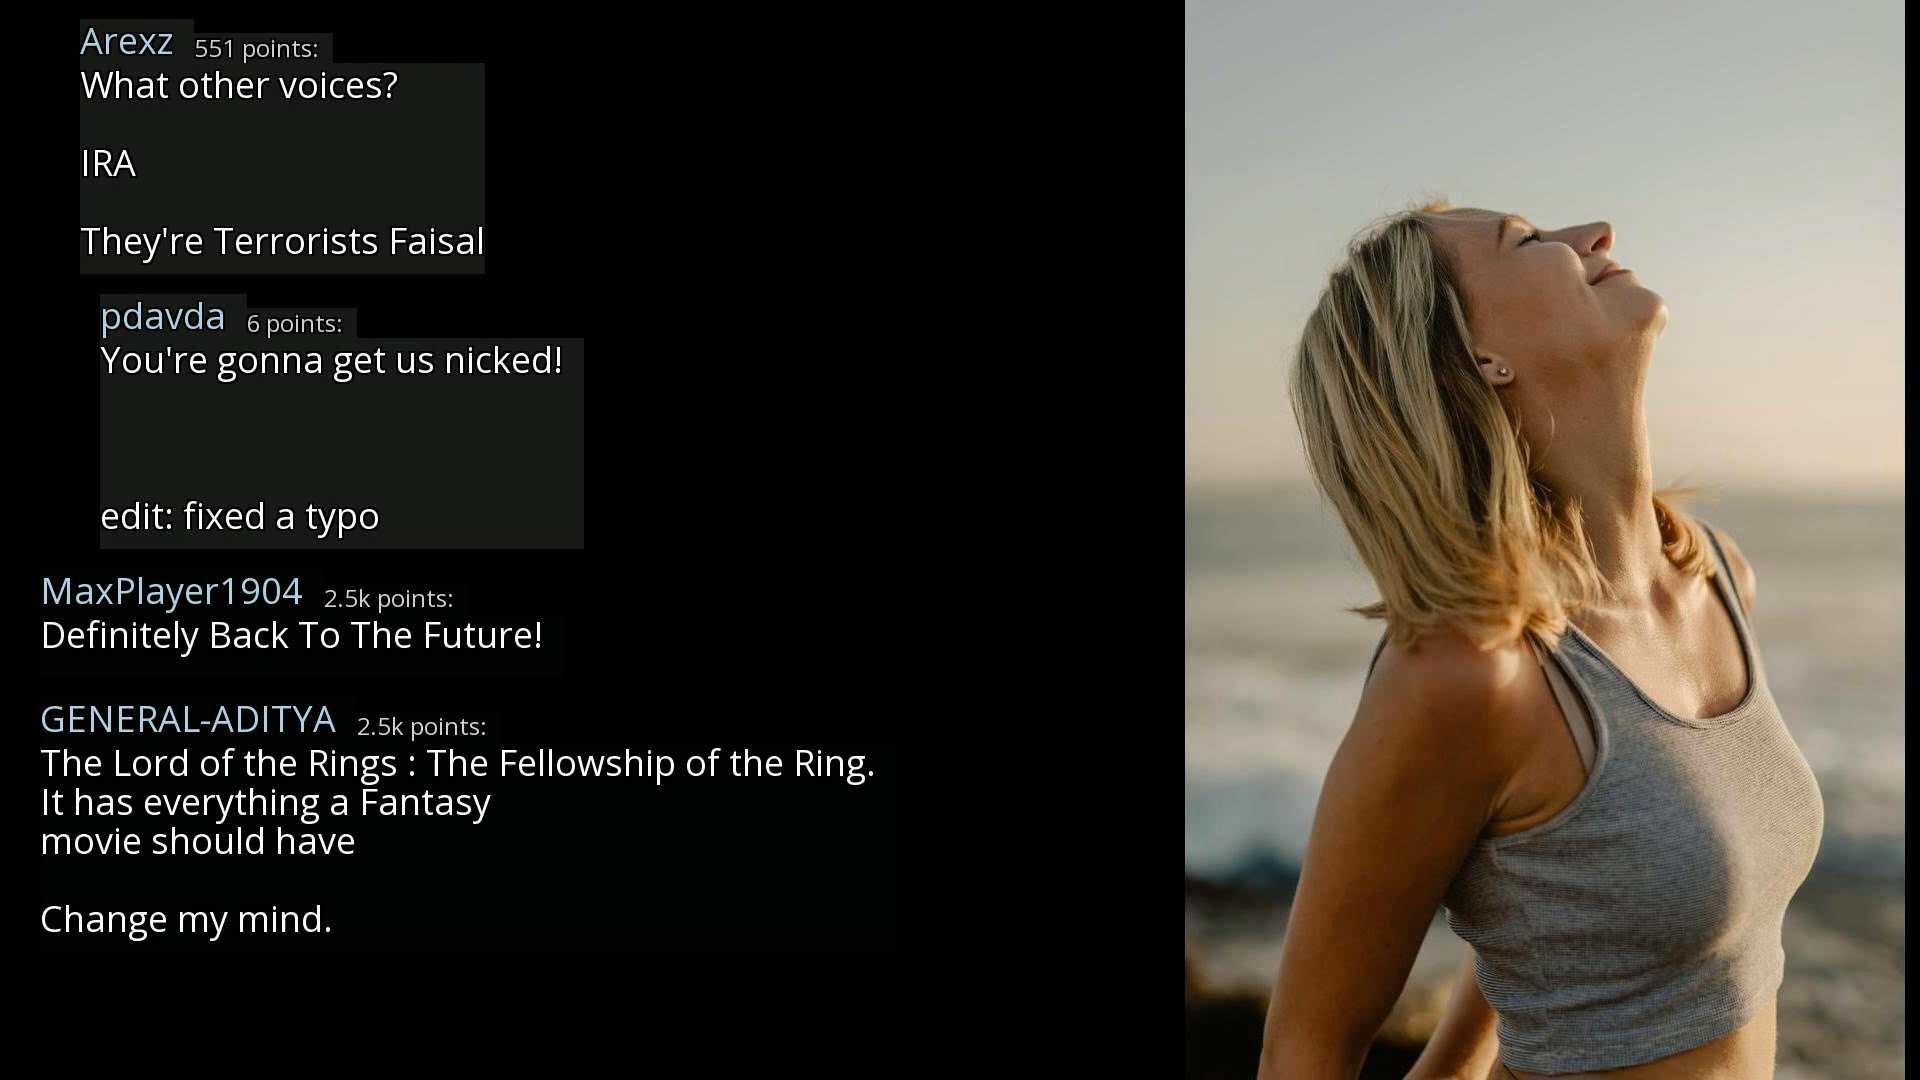 Arexz 551 points:
What other voices?
IRA
They're Terrorists Faisal
pdavda 6 points:
You're gonna get us nicked!
edit: fixed a typo
MaxPlayer1904 2.5k points:
Definitely Back To The Future!
GENERAL-ADITYA 2.5k points:
The Lord of the Rings : The Fellowship of the Ring.
It has everything a Fantasy
movie should have
Change my mind.